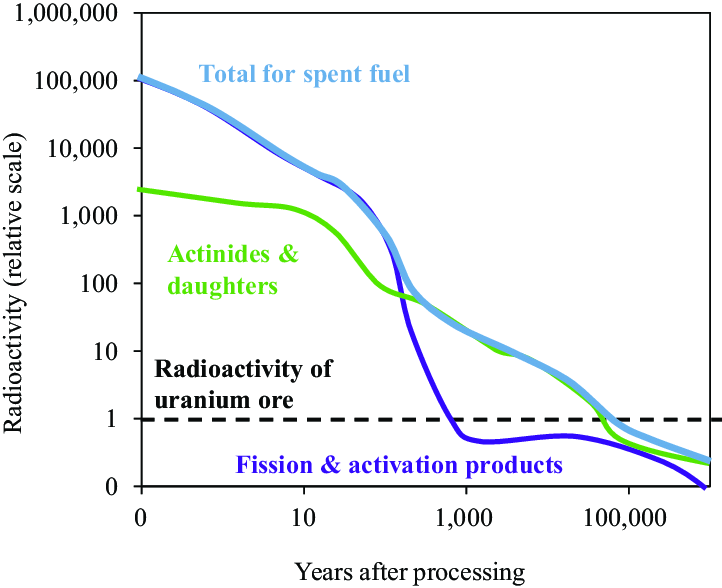 1,000,000
100,000
10,000
1,000
100
10
1
0
Radioactivity (relative scale)
Total for spent fuel
Actinides &
daughters
Radioactivity of
uranium ore
Fission & activation products
0
10
1,000
100,000
Years after processing